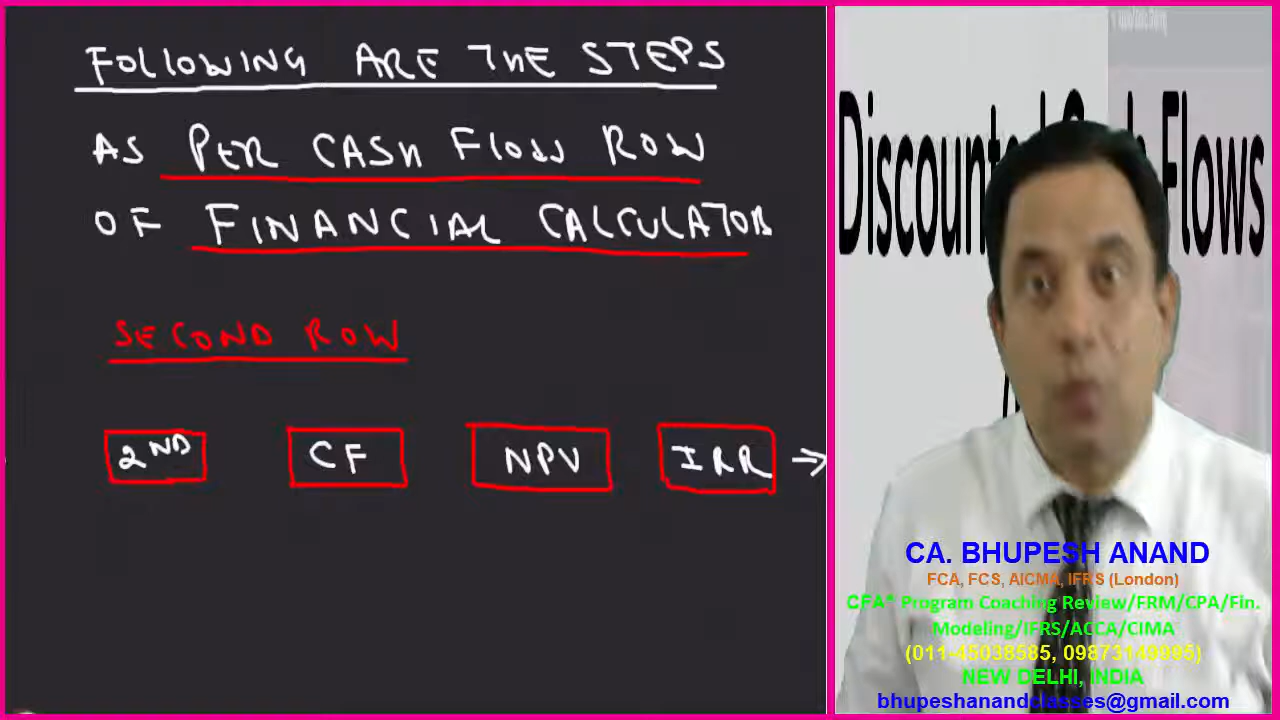 FOLLOWING ARE THE STEPS
AS PER CASH FLOW ROW
OF FINANCIAL CALCULATOR
SECOND ROW
2ND CF NPV IRR →
Discounted Cash Flows
CA. BHUPESH ANAND
FCA, FCS, AICMA, IFRS (London)
CFA* Program Coaching Review/FRM/CPA/Fin.
Modeling/IFRS/ACCA/CIMA
(011-45038585, 09873149995)
NEW DELHI, INDIA
bhupeshanandclasses@gmail.com